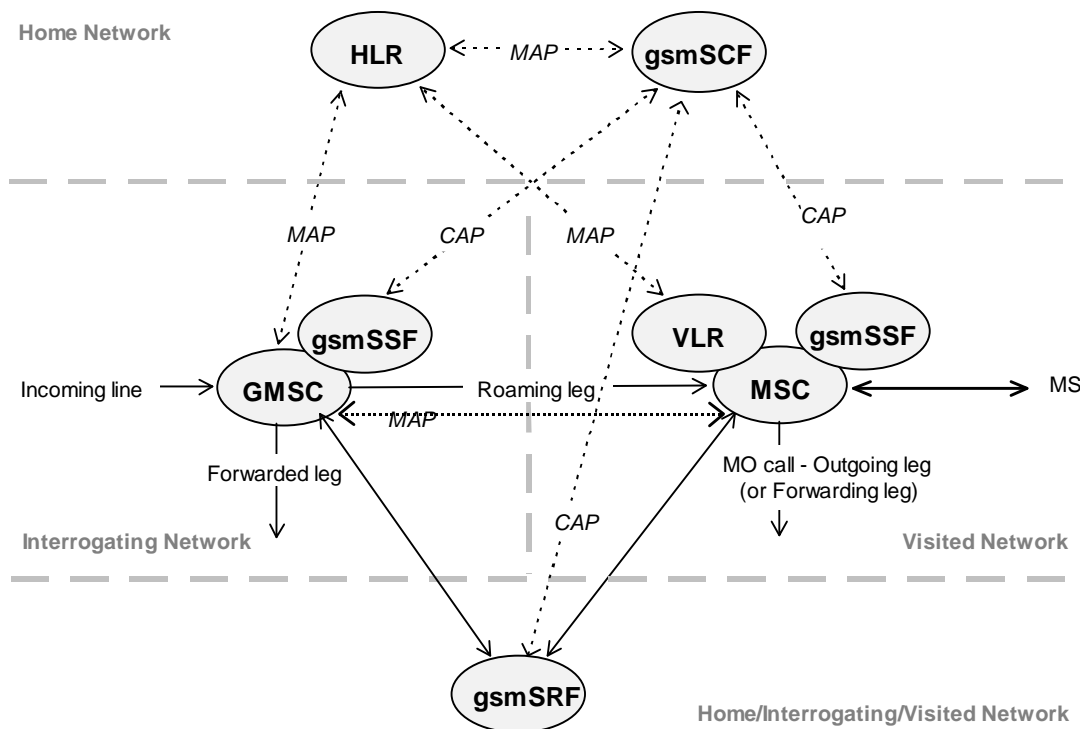 Home Network
HLR
MAP
gsmSCF
MAP
CAP
MAP
CAP
gsmSSF
VLR
gsmSSF
Incoming line
GMSC
Roaming leg
MSC
MS
MAP
Forwarded leg
MO call - Outgoing leg
(or Forwarding leg)
CAP
Interrogating Network
Visited Network
gsmSRF
Home/Interrogating/Visited Network